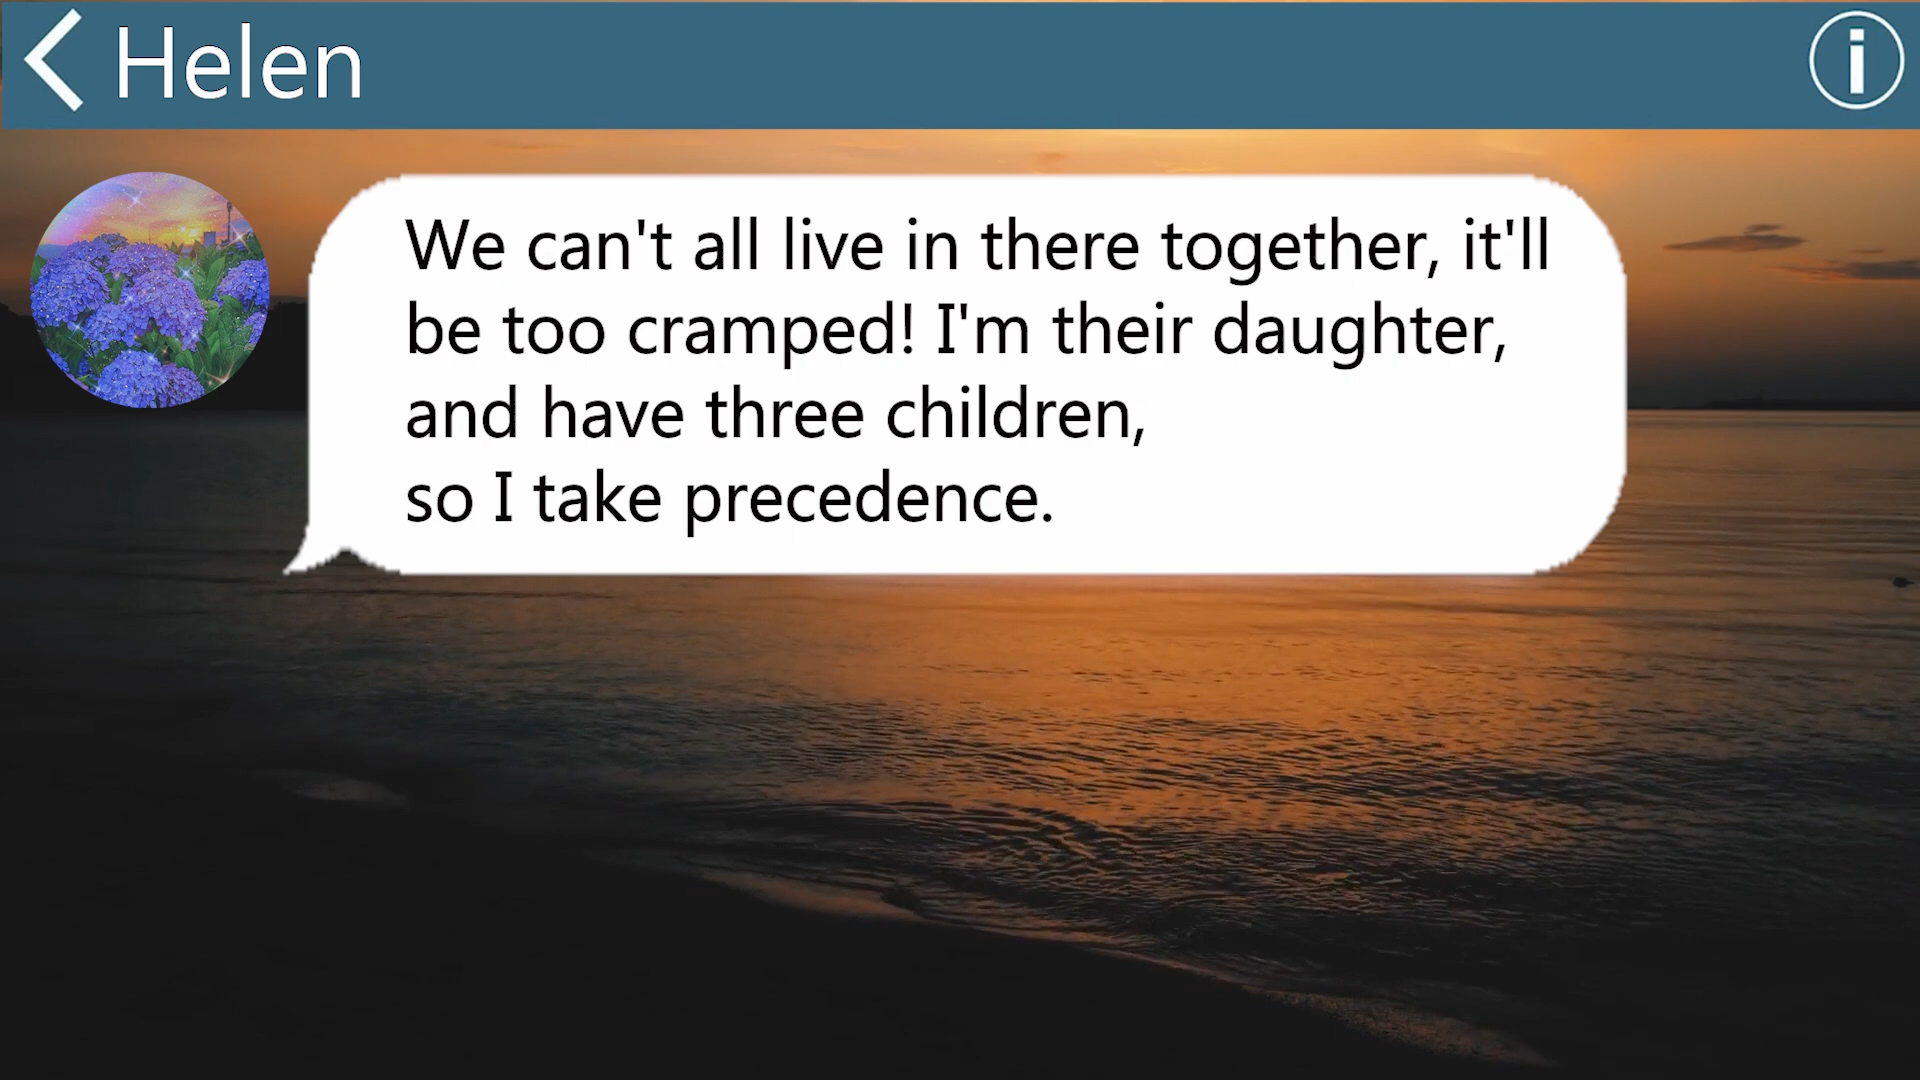 Helen
We can't all live in there together, it'll
be too cramped! I'm their daughter,
and have three children,
so I take precedence.